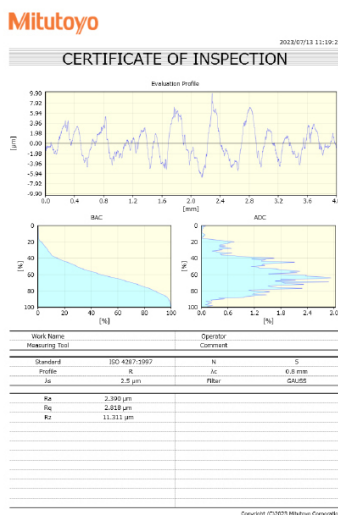 Mitutoyo
2023/07/13 11:19:2
CERTIFICATE OF INSPECTION
Evaluation Profile
[μm]
9.90
7.92
5.94
3.96
1.98
0.00
-1.98
-3.96
-5.94
-7.92
-9.90
0.0 0.4 0.8 1.2 1.6 2.0 2.4 2.8 3.2 3.6 4.0
[mm]
BAC ADC
[%] [%]
0 0
20 20
40 40
60 60
80 80
100 100
0 20 40 60 80 100 0.0 0.6 1.2 1.8 2.4 3.0
[%] [%]
Work Name Operator
Measuring Tool Comment
Standard ISO 4287:1997 N 5
Profile R λc 0.8 mm
λs 2.5 μm Filter GAUSS
Ra 2.390 μm
Rq 2.818 μm
Rz 11.311 μm
Copyright (C)2023 Mitutoyo Corporatio